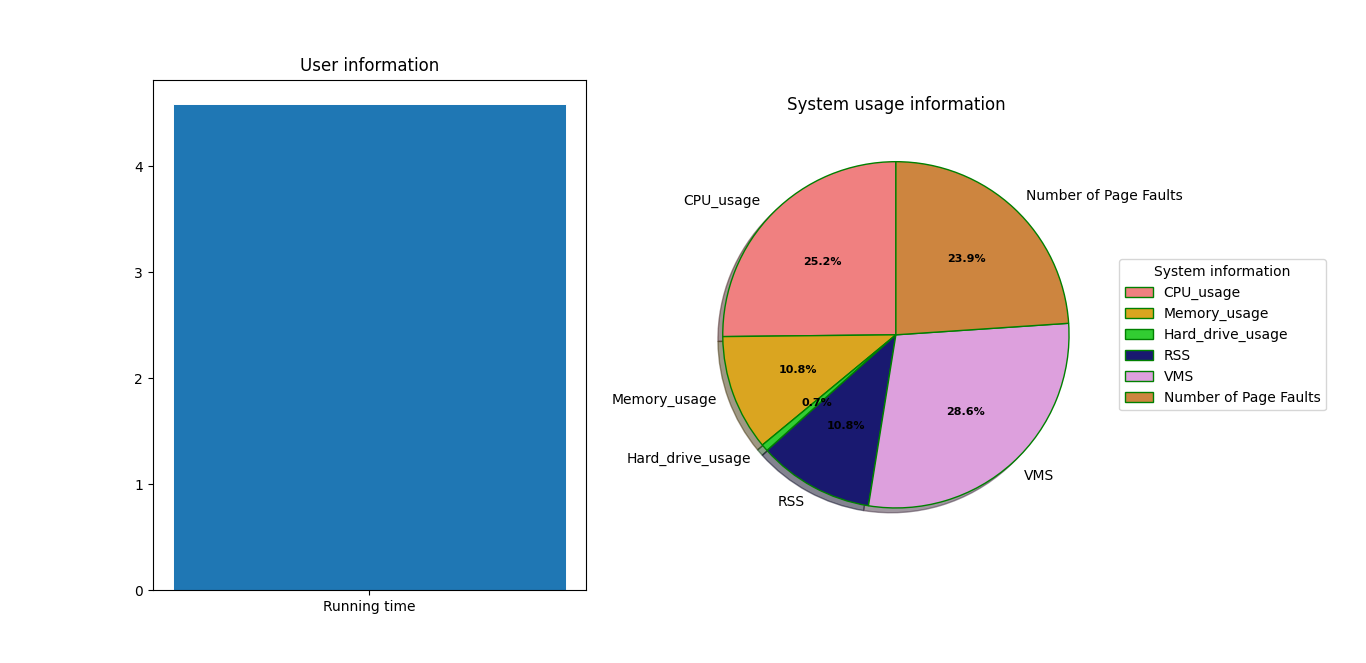 User information
4
3
2
1
0
Running time
System usage information
CPU_usage
Number of Page Faults
25.2%
23.9%
10.8%
0.7%
10.8%
28.6%
Memory_usage
Hard_drive_usage
RSS
VMS
System information
CPU_usage
Memory_usage
Hard_drive_usage
RSS
VMS
Number of Page Faults